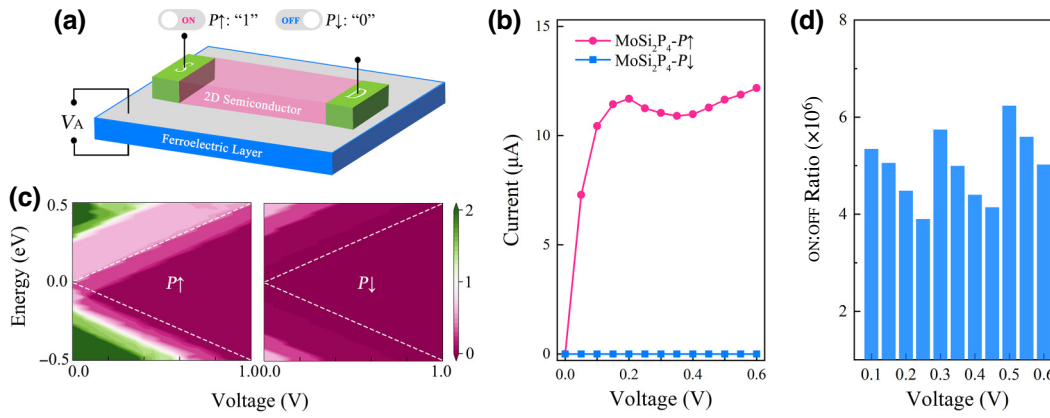 (a)
ON P↑: “1” OFF P↓: “0”
S
D
2D Semiconductor
Ferroelectric Layer
VA
(b)
15
10
5
0
Current (μA)
MoSi2P4-P↑
MoSi2P4-P↓
0.0 0.2 0.4 0.6
Voltage (V)
(c)
0.5
0.0
−0.5
Energy (eV)
P↑
P↓
0.0 1.0 0.0 1.0
Voltage (V)
2
1
0
(d)
8
6
4
2
ON:OFF Ratio (×10⁶)
0.1 0.2 0.3 0.4 0.5 0.6
Voltage (V)